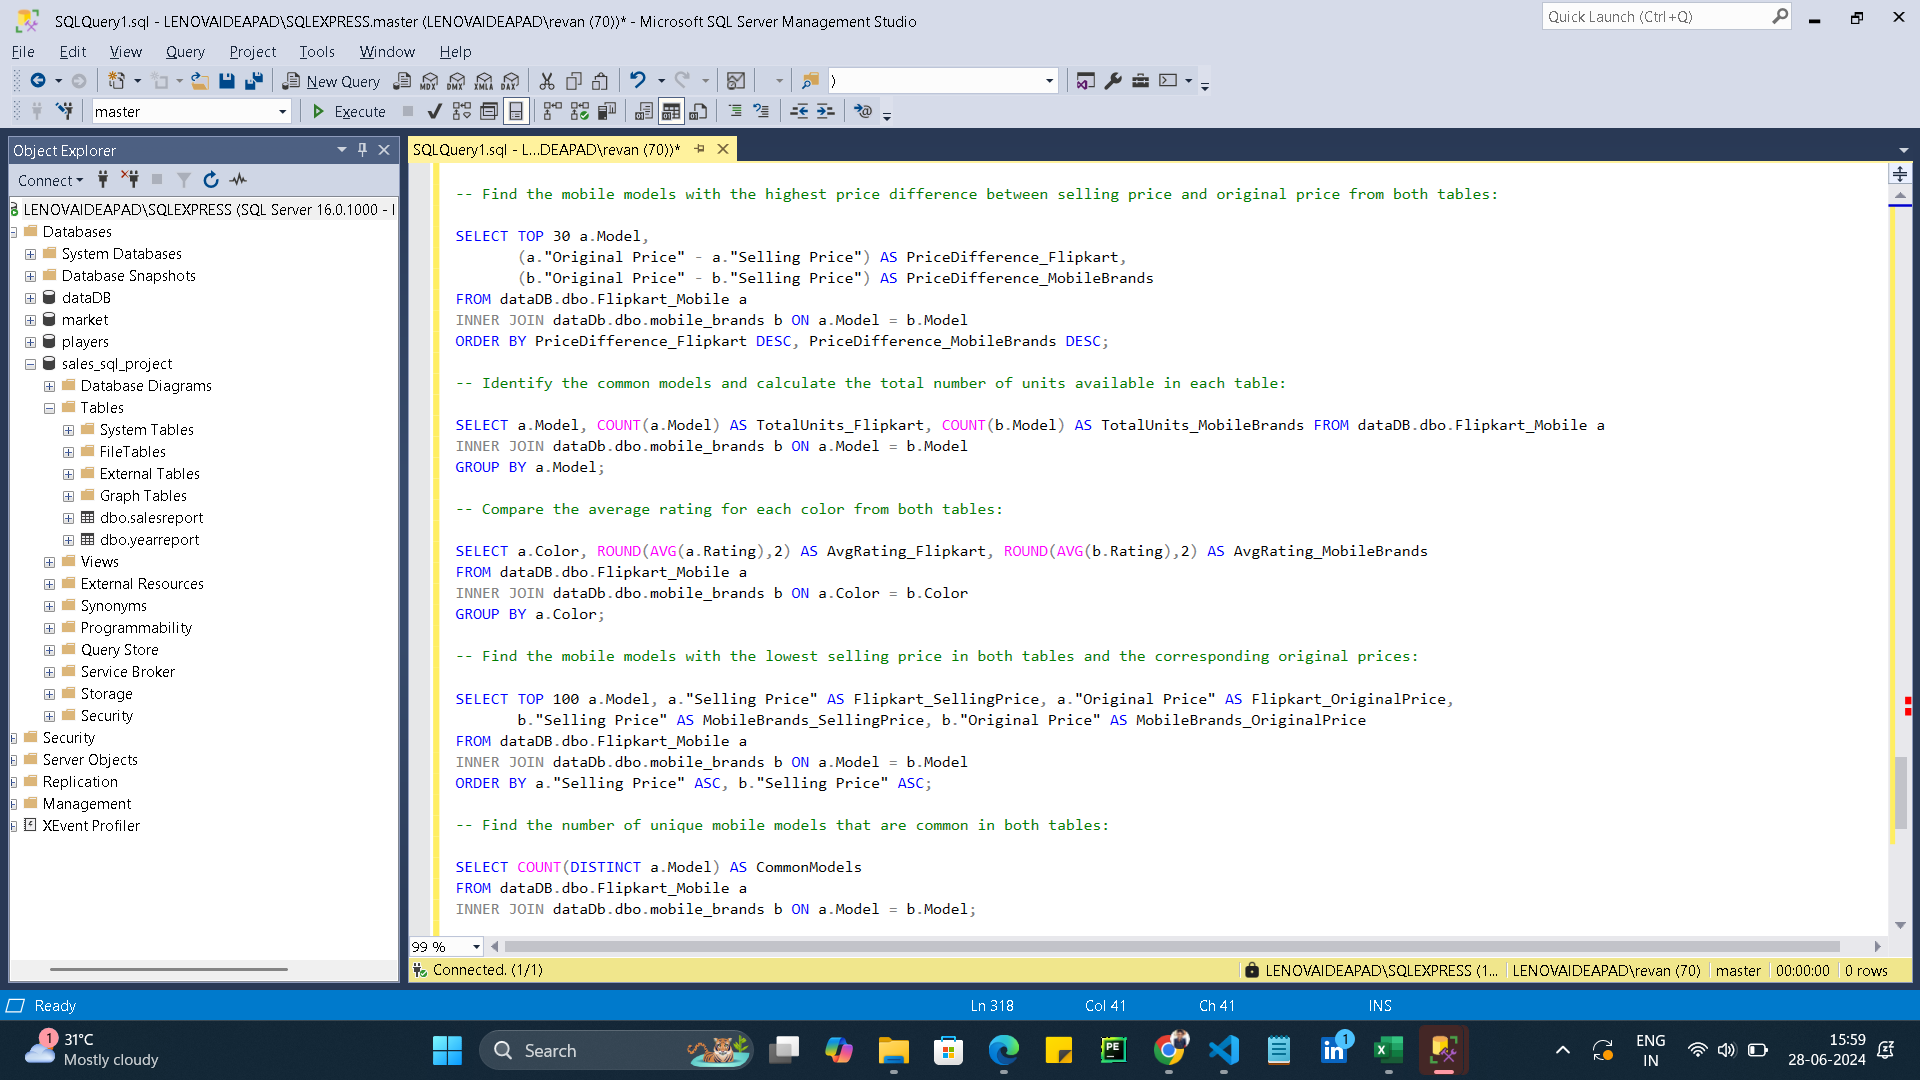 SQLQuery1.sql - LENOVAIDEAPAD\SQLEXPRESS.master (LENOVAIDEAPAD\revan (70))* - Microsoft SQL Server Management Studio
Quick Launch (Ctrl+Q)
File Edit View Query Project Tools Window Help
New Query MDX DMX XMLA DAX )
master Execute
Object Explorer
SQLQuery1.sql - L...DEAPAD\revan (70))*
Connect
LENOVAIDEAPAD\SQLEXPRESS (SQL Server 16.0.1000 - l
Databases
System Databases
Database Snapshots
dataDB
market
players
sales_sql_project
Database Diagrams
Tables
System Tables
FileTables
External Tables
Graph Tables
dbo.salesreport
dbo.yearreport
Views
External Resources
Synonyms
Programmability
Query Store
Service Broker
Storage
Security
Security
Server Objects
Replication
Management
XEvent Profiler
-- Find the mobile models with the highest price difference between selling price and original price from both tables:
SELECT TOP 30 a.Model,
(a."Original Price" - a."Selling Price") AS PriceDifference_Flipkart,
(b."Original Price" - b."Selling Price") AS PriceDifference_MobileBrands
FROM dataDB.dbo.Flipkart_Mobile a
INNER JOIN dataDb.dbo.mobile_brands b ON a.Model = b.Model
ORDER BY PriceDifference_Flipkart DESC, PriceDifference_MobileBrands DESC;
-- Identify the common models and calculate the total number of units available in each table:
SELECT a.Model, COUNT(a.Model) AS TotalUnits_Flipkart, COUNT(b.Model) AS TotalUnits_MobileBrands FROM dataDB.dbo.Flipkart_Mobile a
INNER JOIN dataDb.dbo.mobile_brands b ON a.Model = b.Model
GROUP BY a.Model;
-- Compare the average rating for each color from both tables:
SELECT a.Color, ROUND(AVG(a.Rating),2) AS AvgRating_Flipkart, ROUND(AVG(b.Rating),2) AS AvgRating_MobileBrands
FROM dataDB.dbo.Flipkart_Mobile a
INNER JOIN dataDb.dbo.mobile_brands b ON a.Color = b.Color
GROUP BY a.Color;
-- Find the mobile models with the lowest selling price in both tables and the corresponding original prices:
SELECT TOP 100 a.Model, a."Selling Price" AS Flipkart_SellingPrice, a."Original Price" AS Flipkart_OriginalPrice,
b."Selling Price" AS MobileBrands_SellingPrice, b."Original Price" AS MobileBrands_OriginalPrice
FROM dataDB.dbo.Flipkart_Mobile a
INNER JOIN dataDb.dbo.mobile_brands b ON a.Model = b.Model
ORDER BY a."Selling Price" ASC, b."Selling Price" ASC;
-- Find the number of unique mobile models that are common in both tables:
SELECT COUNT(DISTINCT a.Model) AS CommonModels
FROM dataDB.dbo.Flipkart_Mobile a
INNER JOIN dataDb.dbo.mobile_brands b ON a.Model = b.Model;
99 %
Connected. (1/1) LENOVAIDEAPAD\SQLEXPRESS (1... LENOVAIDEAPAD\revan (70) master 00:00:00 0 rows
Ready Ln 318 Col 41 Ch 41 INS
1 31°C
Mostly cloudy
Search
PE
in 1
ENG
IN
15:59
28-06-2024